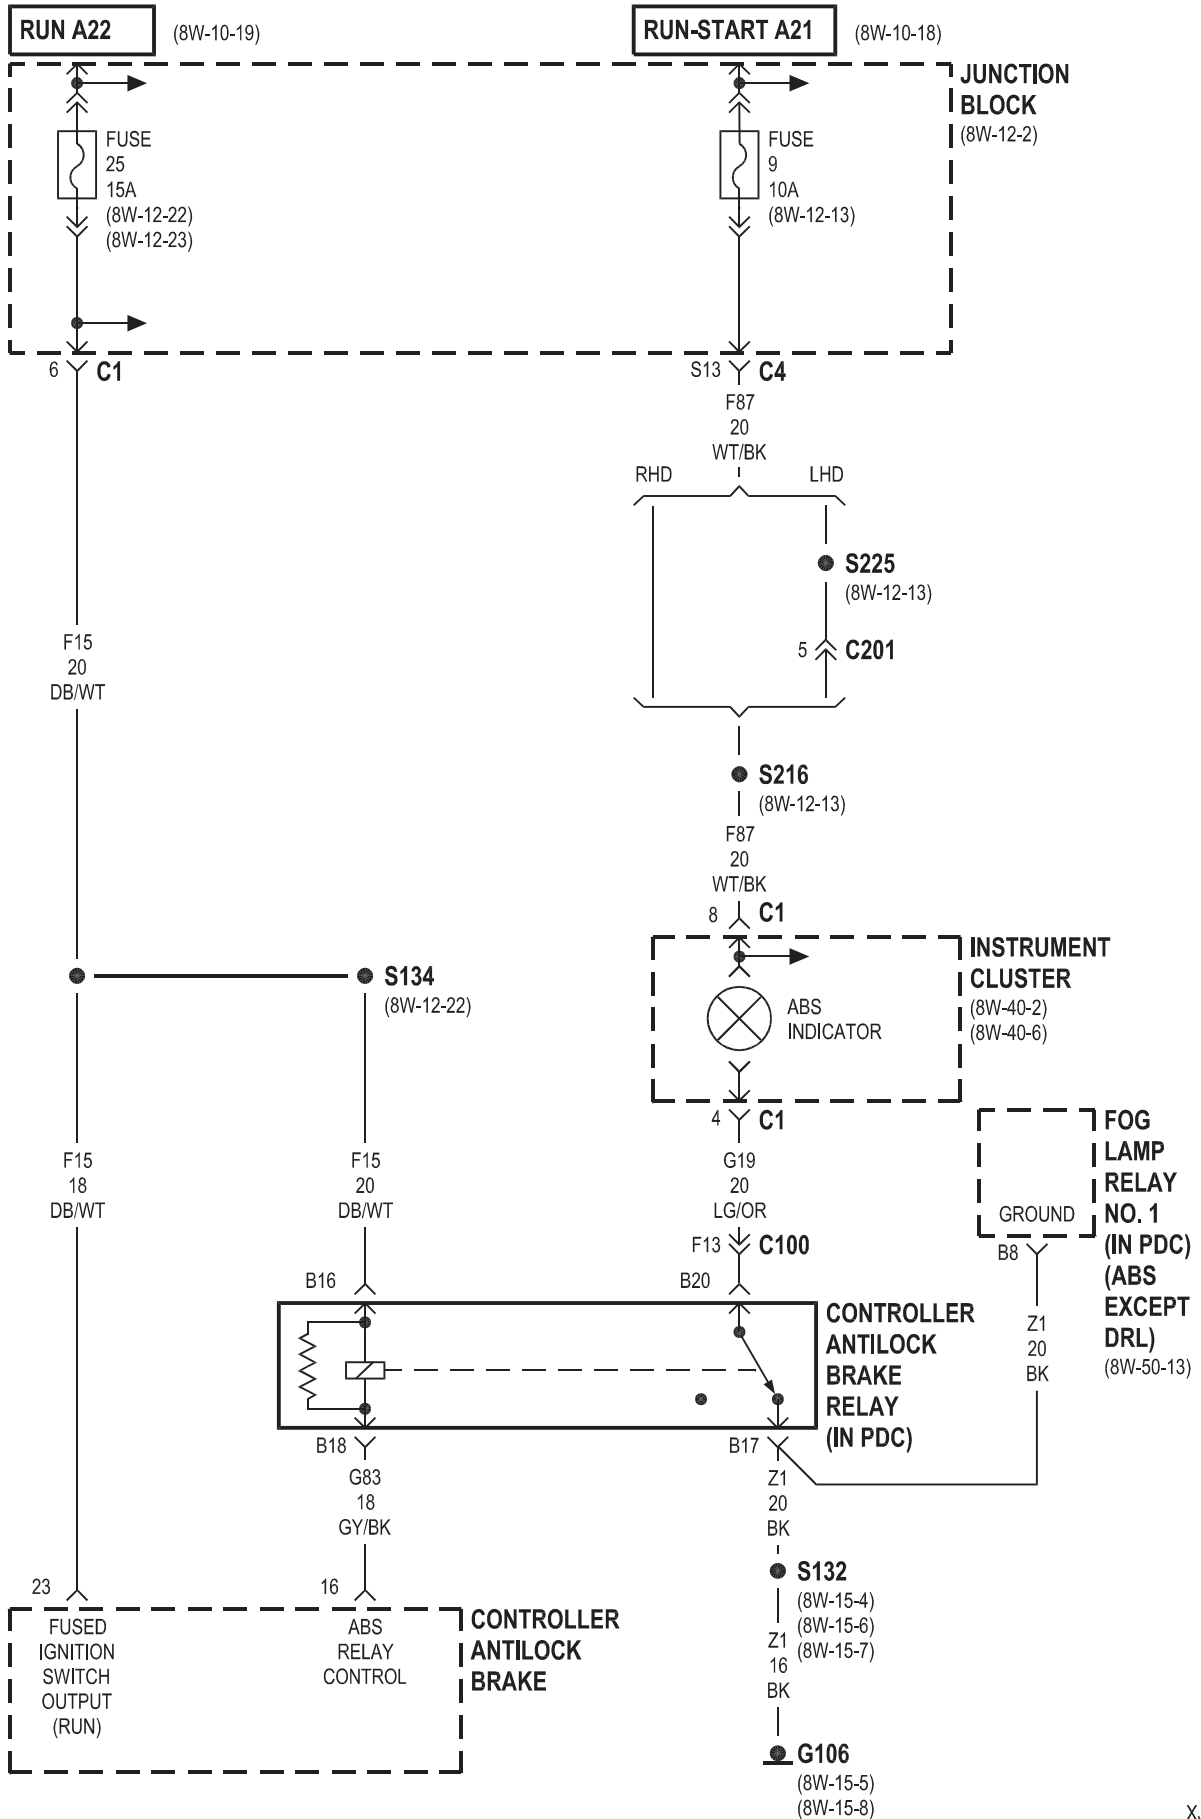 RUN A22
(8W-10-19)
RUN-START A21
(8W-10-18)
JUNCTION
BLOCK
(8W-12-2)
FUSE
25
15A
(8W-12-22)
(8W-12-23)
FUSE
9
10A
(8W-12-13)
6
C1
S13
C4
F87
20
WT/BK
RHD
LHD
S225
(8W-12-13)
5
C201
F15
20
DB/WT
S216
(8W-12-13)
F87
20
WT/BK
8
C1
INSTRUMENT
CLUSTER
(8W-40-2)
(8W-40-6)
ABS
INDICATOR
S134
(8W-12-22)
4
C1
F15
18
DB/WT
F15
20
DB/WT
G19
20
LG/OR
F13
C100
FOG
LAMP
RELAY
NO. 1
(IN PDC)
(ABS
EXCEPT
DRL)
(8W-50-13)
GROUND
B8
Z1
20
BK
B16
B20
CONTROLLER
ANTILOCK
BRAKE
RELAY
(IN PDC)
B18
B17
G83
18
GY/BK
Z1
20
BK
S132
(8W-15-4)
(8W-15-6)
(8W-15-7)
Z1
16
BK
23
16
FUSED
IGNITION
SWITCH
OUTPUT
(RUN)
ABS
RELAY
CONTROL
CONTROLLER
ANTILOCK
BRAKE
G106
(8W-15-5)
(8W-15-8)